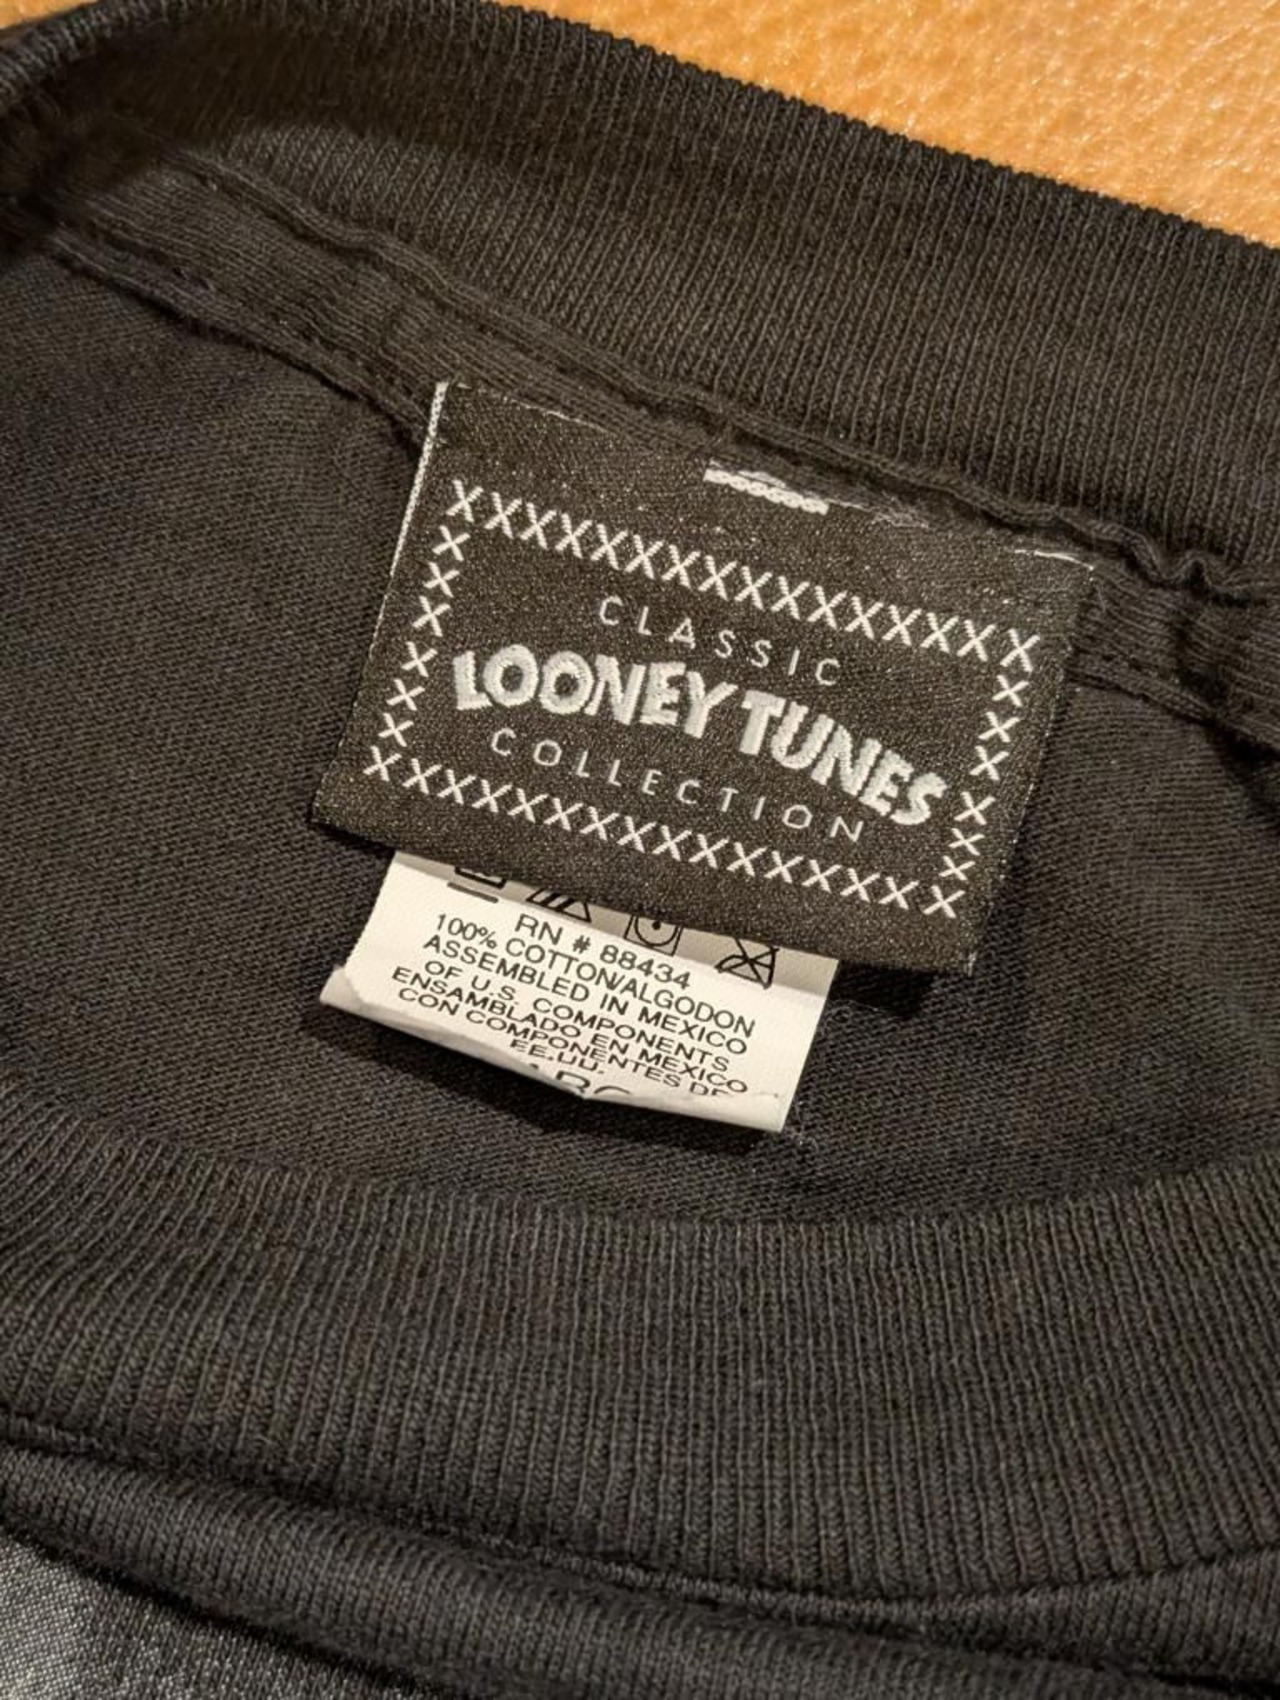 CLASSIC
LOONEY TUNES
COLLECTION
RN # 88434
100% COTTON/ALGODON
ASSEMBLED IN MEXICO
OF U.S. COMPONENTS
ENSAMBLADO EN MEXICO
CON COMPONENTES DE
EE.UU.